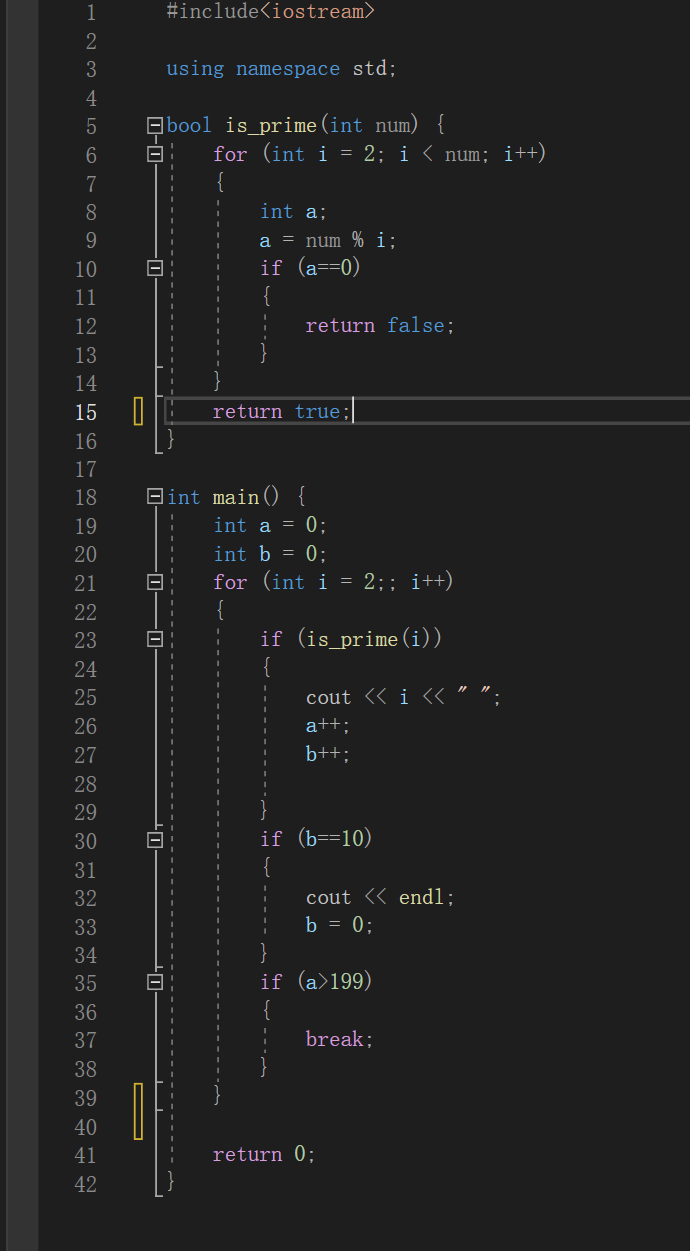 1 #include<iostream>
2
3 using namespace std;
4
5 bool is_prime(int num) {
6 for (int i = 2; i < num; i++)
7 {
8 int a;
9 a = num % i;
10 if (a==0)
11 {
12 return false;
13 }
14 }
15 return true;
16 }
17
18 int main() {
19 int a = 0;
20 int b = 0;
21 for (int i = 2;; i++)
22 {
23 if (is_prime(i))
24 {
25 cout << i << " ";
26 a++;
27 b++;
28
29 }
30 if (b==10)
31 {
32 cout << endl;
33 b = 0;
34 }
35 if (a>199)
36 {
37 break;
38 }
39 }
40
41 return 0;
42 }